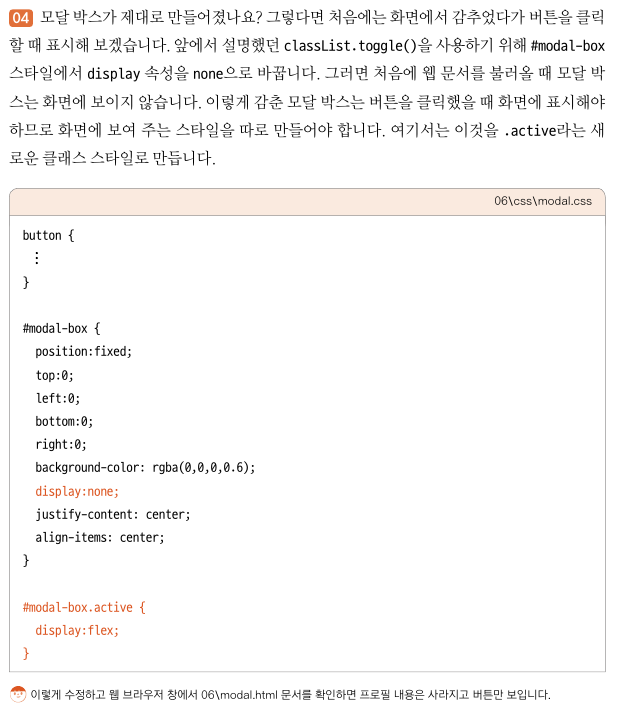 04 모달 박스가 제대로 만들어졌나요? 그렇다면 처음에는 화면에서 감추었다가 버튼을 클릭
할 때 표시해 보겠습니다. 앞에서 설명했던 classList.toggle()을 사용하기 위해 #modal-box
스타일에서 display 속성을 none으로 바꿉니다. 그러면 처음에 웹 문서를 불러올 때 모달 박
스는 화면에 보이지 않습니다. 이렇게 감춘 모달 박스는 버튼을 클릭했을 때 화면에 표시해야
하므로 화면에 보여 주는 스타일을 따로 만들어야 합니다. 여기서는 이것을 .active라는 새
로운 클래스 스타일로 만듭니다.
06\css\modal.css
button {
⋮
}
#modal-box {
position:fixed;
top:0;
left:0;
bottom:0;
right:0;
background-color: rgba(0,0,0,0.6);
display:none;
justify-content: center;
align-items: center;
}
#modal-box.active {
display:flex;
}
이렇게 수정하고 웹 브라우저 창에서 06\modal.html 문서를 확인하면 프로필 내용은 사라지고 버튼만 보입니다.